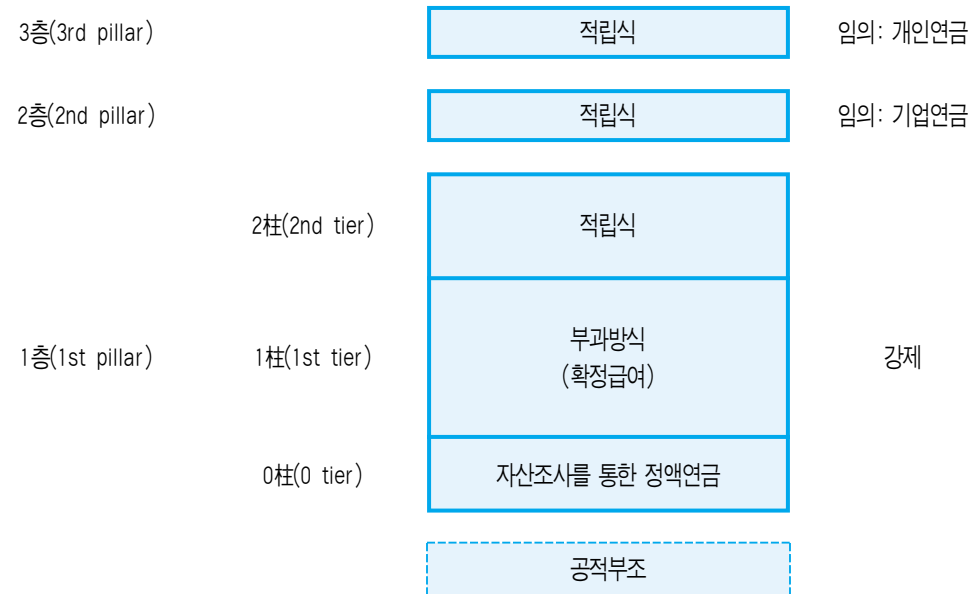 3층(3rd pillar) 적립식 임의: 개인연금
2층(2nd pillar) 적립식 임의: 기업연금
2柱(2nd tier) 적립식
1층(1st pillar) 1柱(1st tier) 부과방식 강제
(확정급여)
0柱(0 tier) 자산조사를 통한 정액연금
공적부조